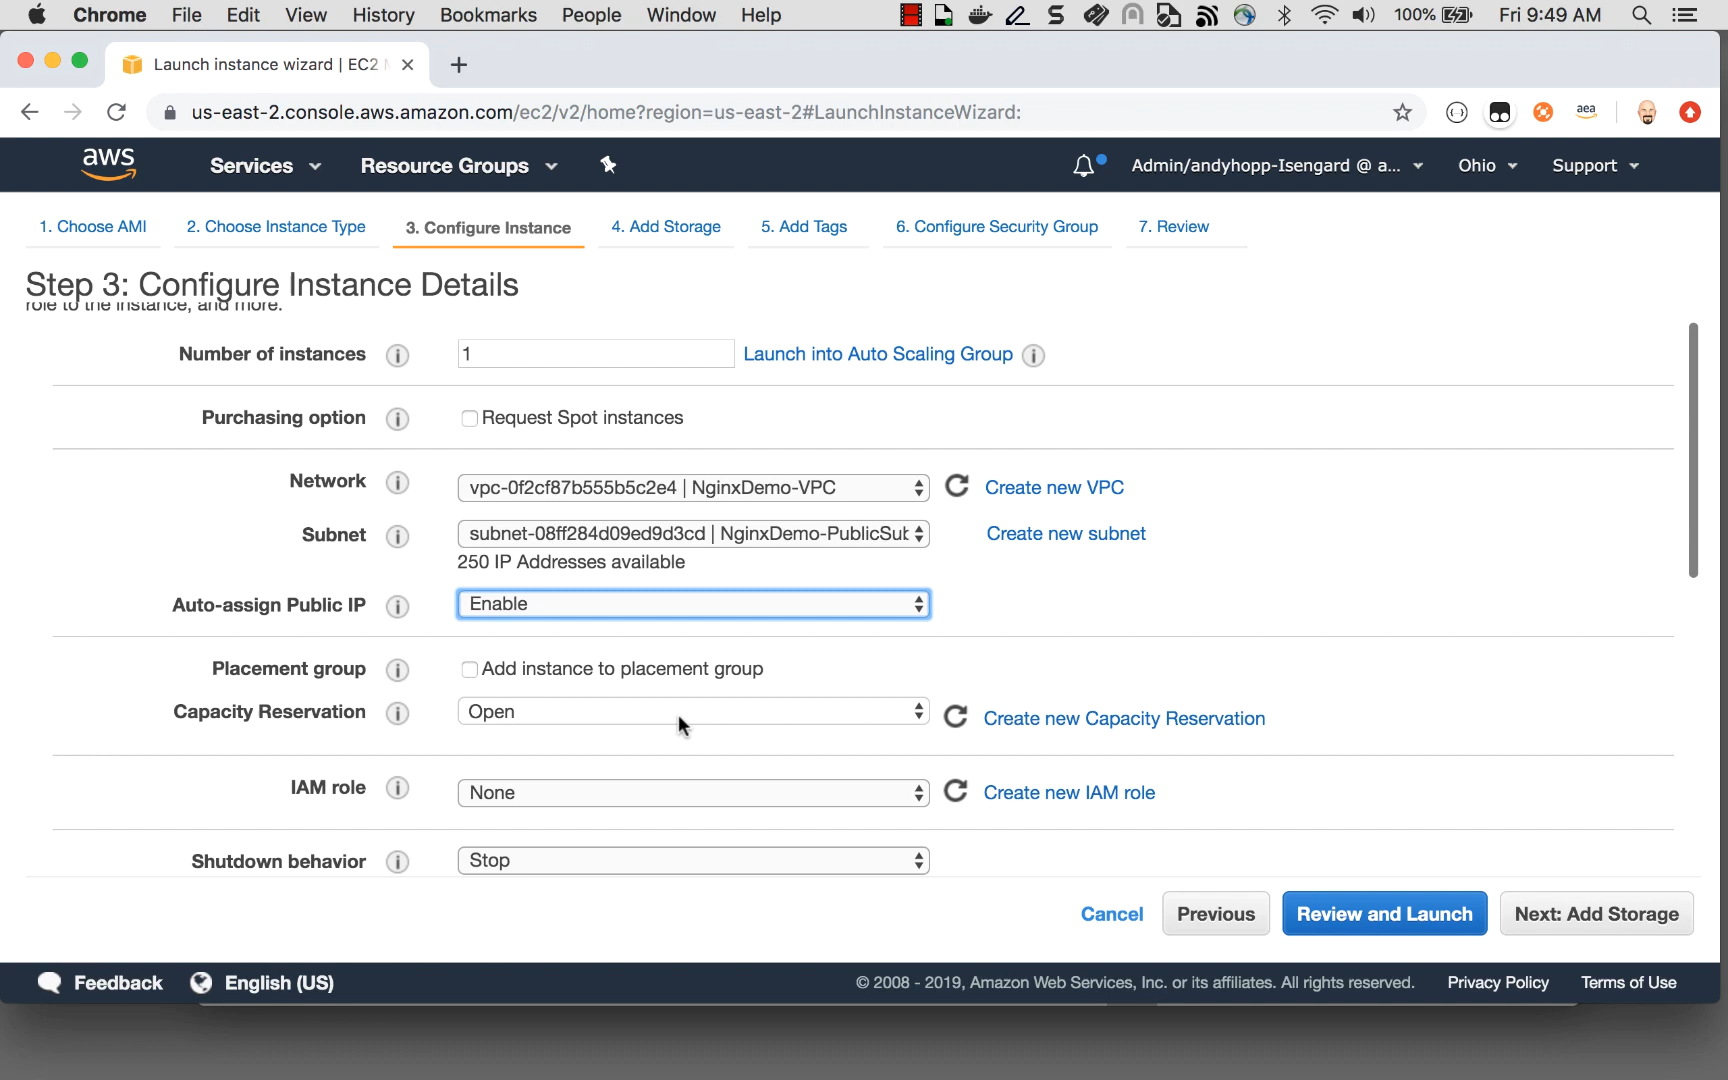 Chrome File Edit View History Bookmarks People Window Help 100% Fri 9:49 AM
Launch instance wizard | EC2
us-east-2.console.aws.amazon.com/ec2/v2/home?region=us-east-2#LaunchInstanceWizard:
aea
aws Services Resource Groups Admin/andyhopp-Isengard @ a... Ohio Support
1. Choose AMI 2. Choose Instance Type 3. Configure Instance 4. Add Storage 5. Add Tags 6. Configure Security Group 7. Review
Step 3: Configure Instance Details
role to the instance, and more.
Number of instances 1 Launch into Auto Scaling Group
Purchasing option Request Spot instances
Network vpc-0f2cf87b555b5c2e4 | NginxDemo-VPC Create new VPC
Subnet subnet-08ff284d09ed9d3cd | NginxDemo-PublicSub Create new subnet
250 IP Addresses available
Auto-assign Public IP Enable
Placement group Add instance to placement group
Capacity Reservation Open Create new Capacity Reservation
IAM role None Create new IAM role
Shutdown behavior Stop
Cancel Previous Review and Launch Next: Add Storage
Feedback English (US) © 2008 - 2019, Amazon Web Services, Inc. or its affiliates. All rights reserved. Privacy Policy Terms of Use